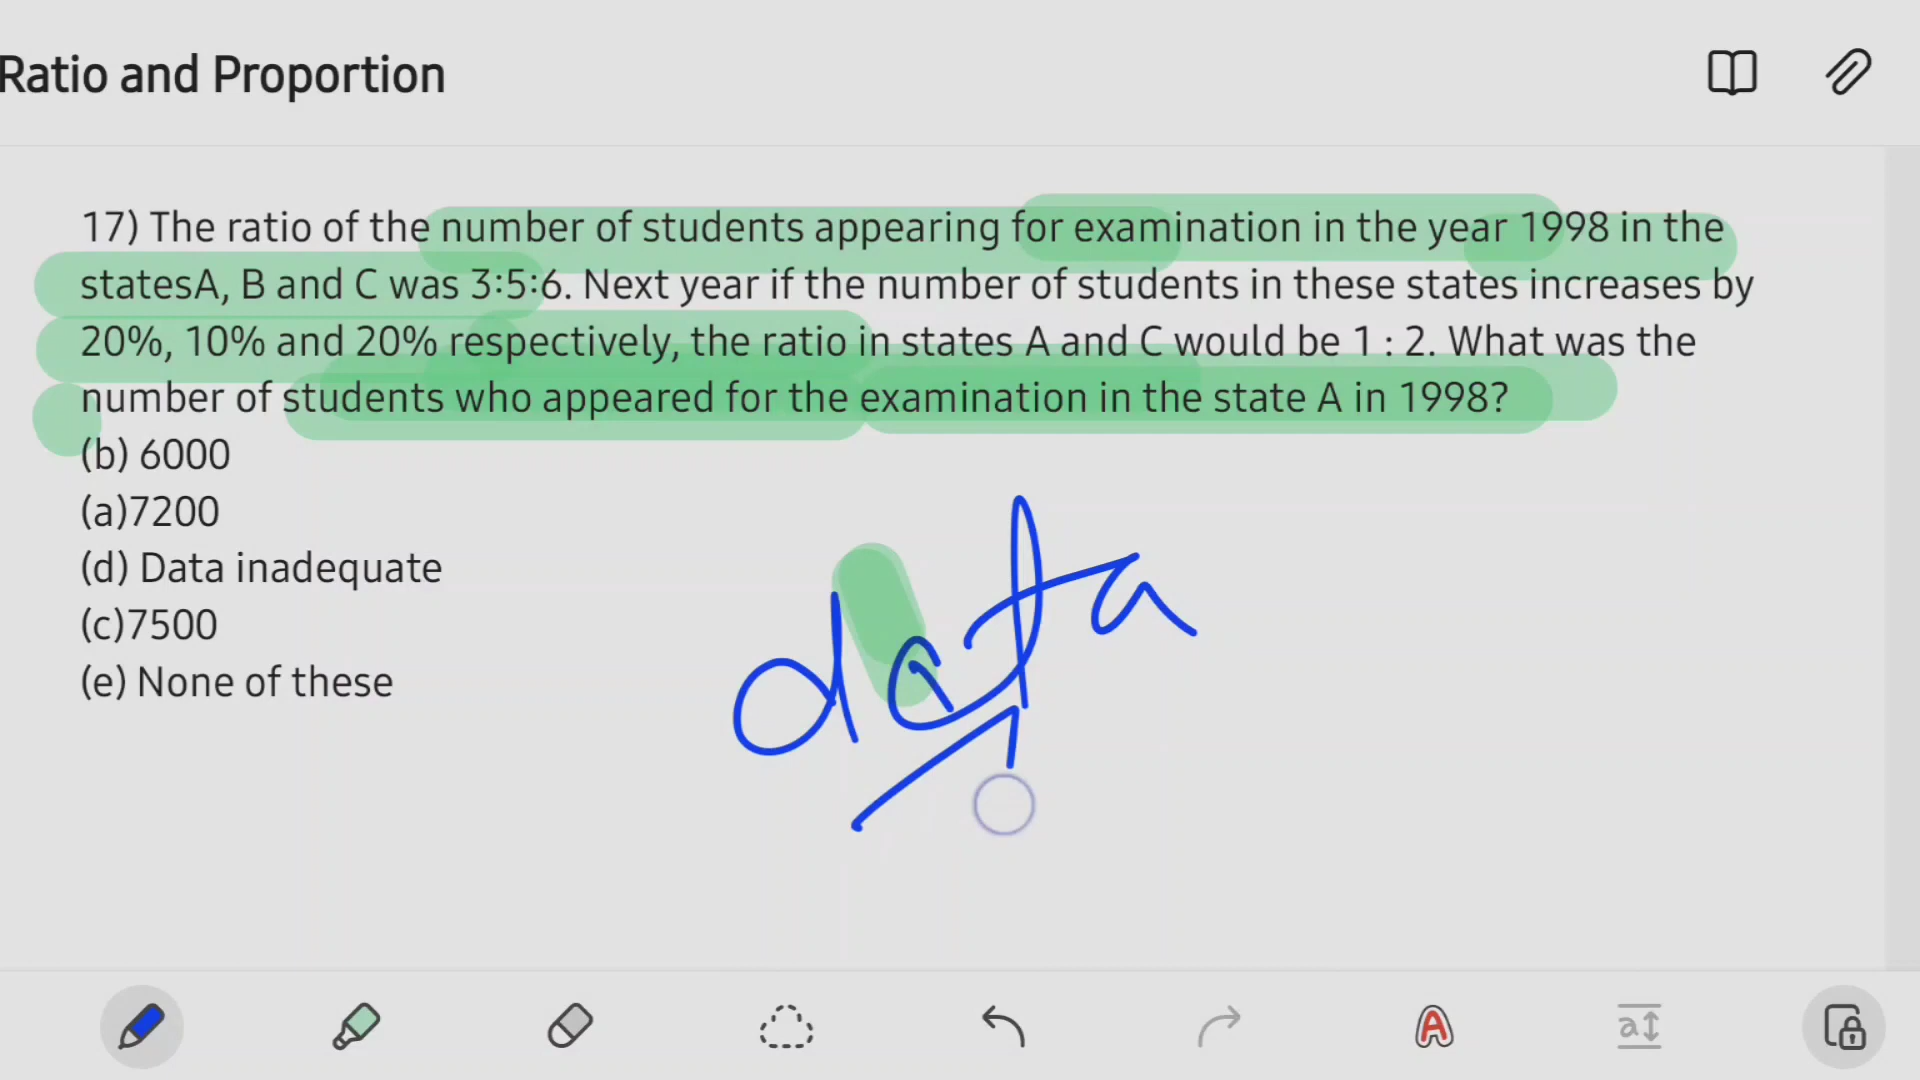 Ratio and Proportion
17) The ratio of the number of students appearing for examination in the year 1998 in the
statesA, B and C was 3:5:6. Next year if the number of students in these states increases by
20%, 10% and 20% respectively, the ratio in states A and C would be 1 : 2. What was the
number of students who appeared for the examination in the state A in 1998?
(b) 6000
(a)7200
(d) Data inadequate
(c)7500
(e) None of these
data
A
a